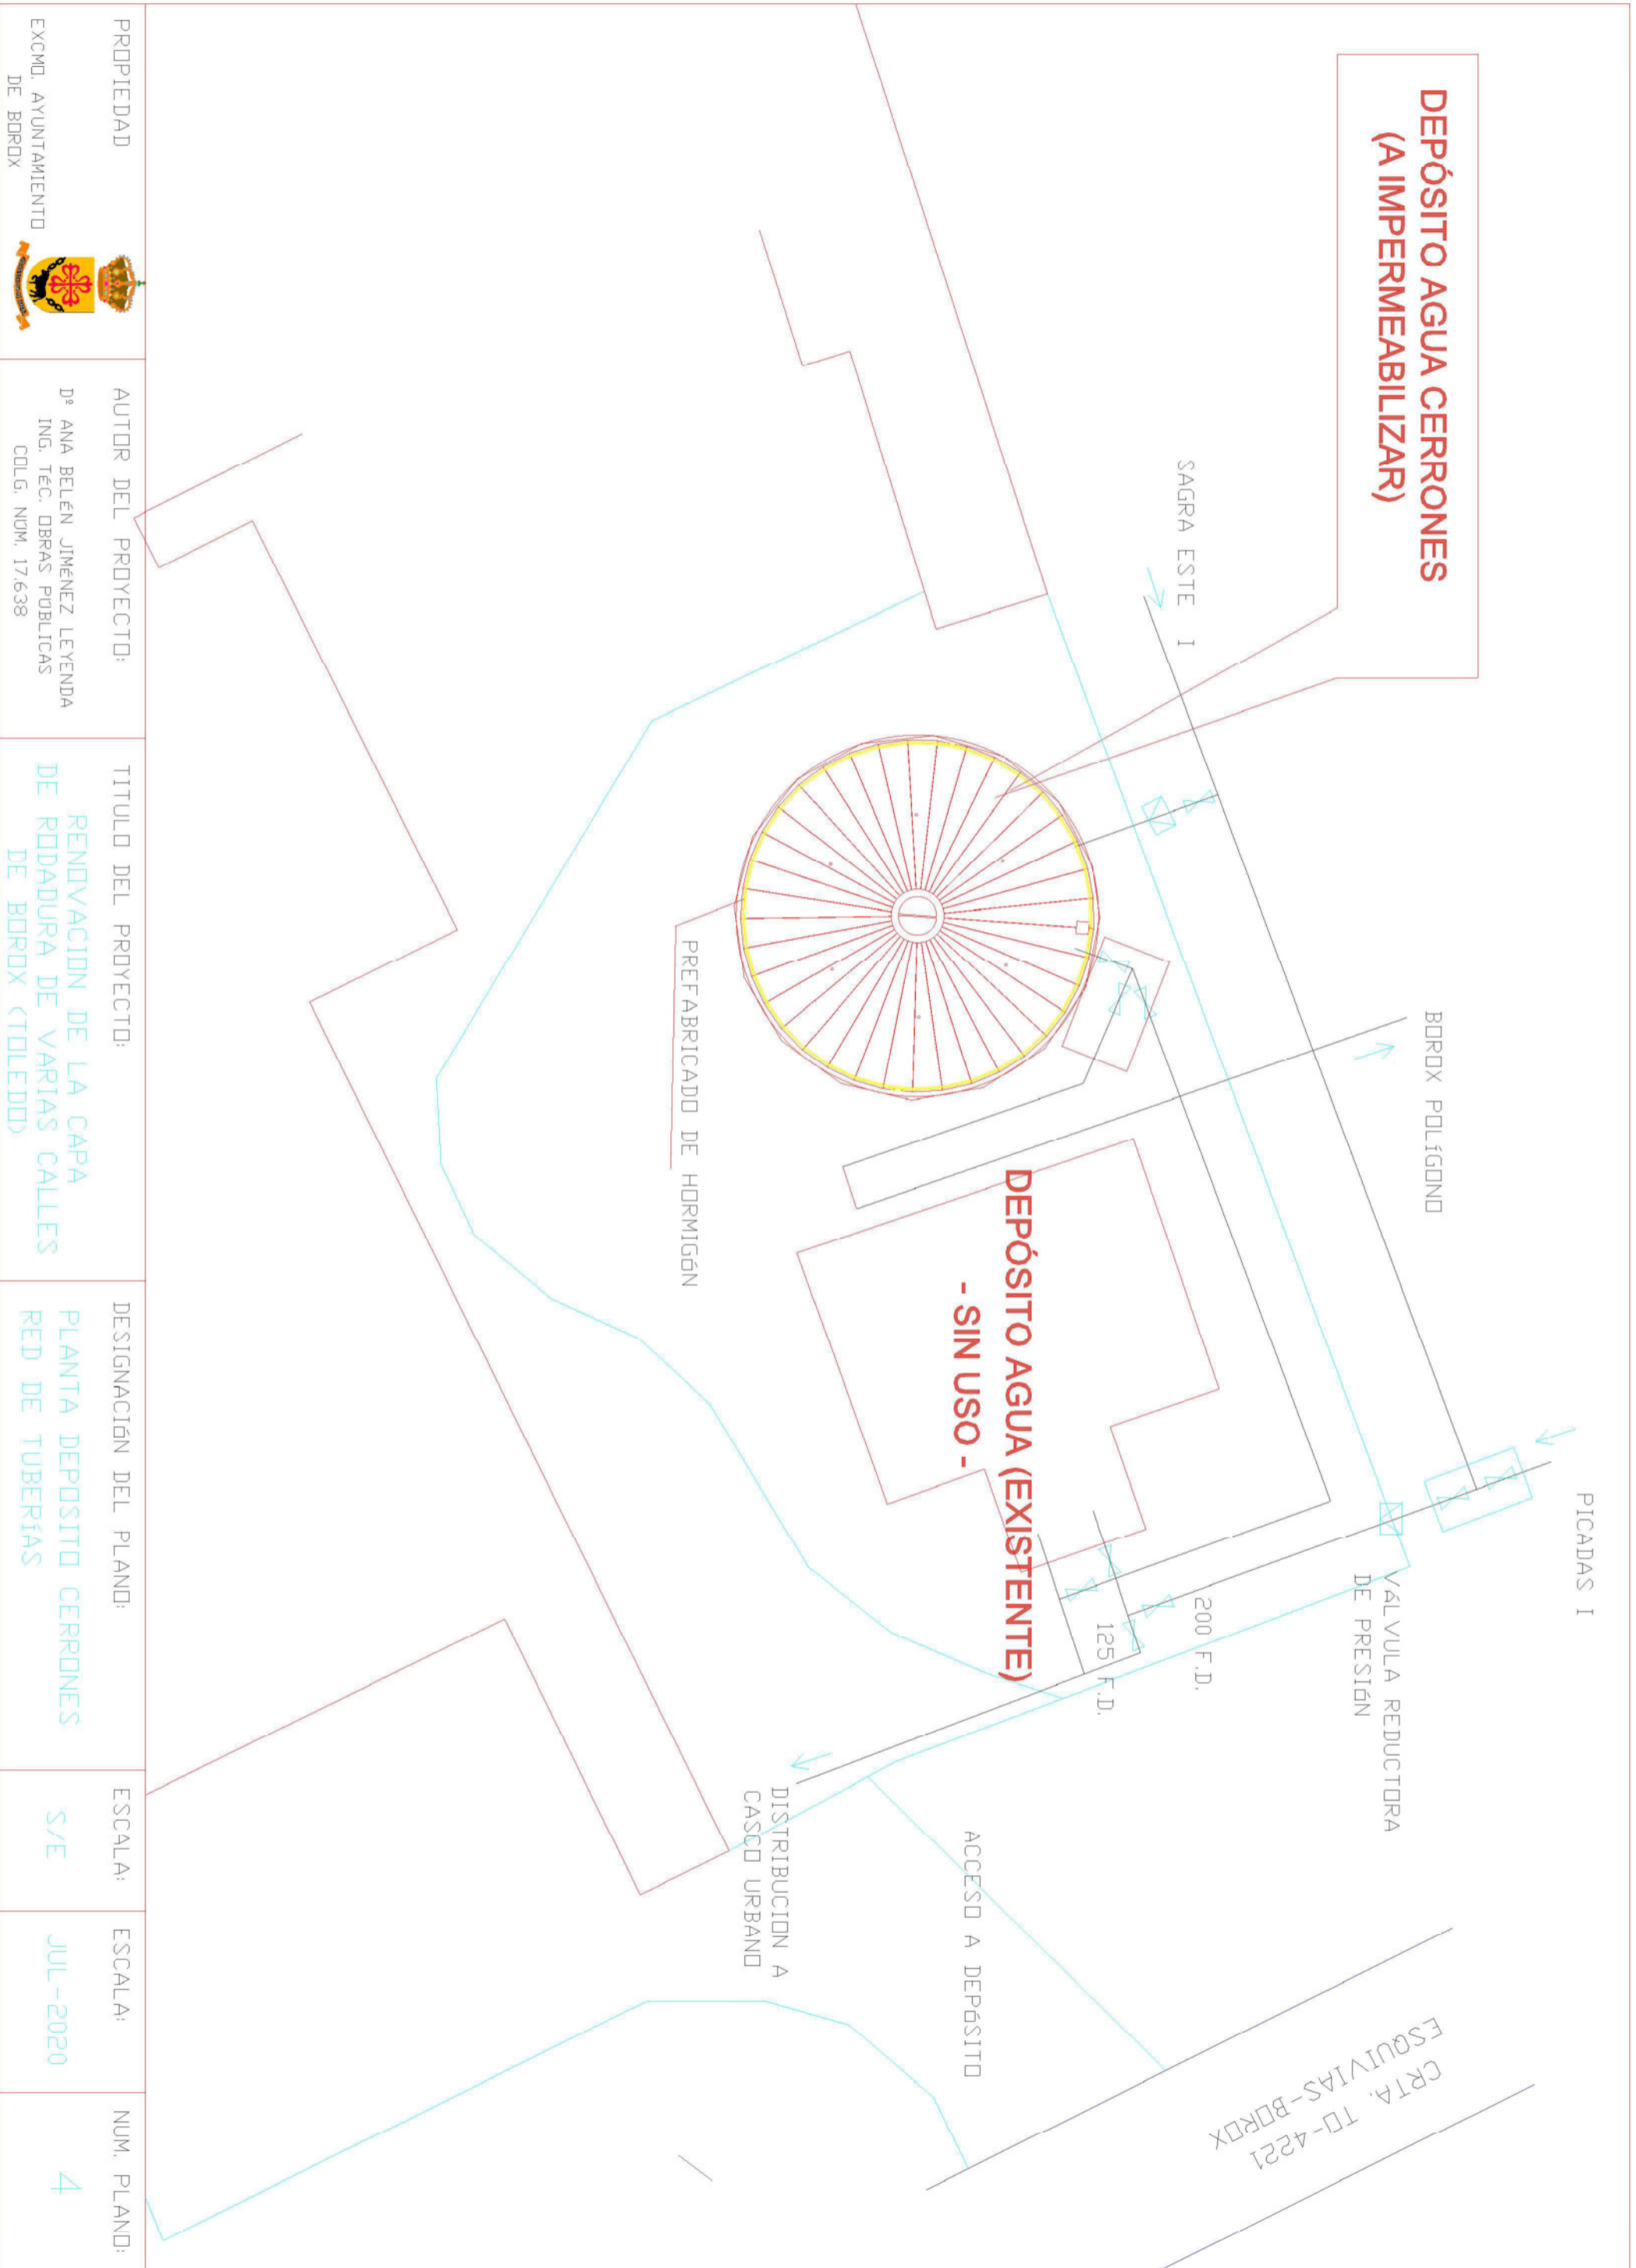 DEPÓSITO AGUA CERRONES
(A IMPERMEABILIZAR)
SAGRA ESTE I
BOROX POLÍGONO
PICADAS I
VÁLVULA REDUCTORA
DE PRESIÓN
200 F.D.
125 F.D.
DEPÓSITO AGUA (EXISTENTE)
- SIN USO -
PREFABRICADO DE HORMIGÓN
DISTRIBUCION A
CASCO URBANO
ACCESO A DEPÓSITO
CRTA. TO-4221
ESQUIVIAS-BOROX
PROPIEDAD
EXCMO. AYUNTAMIENTO
DE BOROX
AUTOR DEL PROYECTO:
Dº ANA BELÉN JIMÉNEZ LEYENDA
ING. TÉC. OBRAS PÚBLICAS
COLG. NÚM. 17.638
TITULO DEL PROYECTO:
RENOVACION DE LA CAPA
DE RODADURA DE VARIAS CALLES
DE BOROX (TOLEDO)
DESIGNACIÓN DEL PLANO:
PLANTA DEPOSITO CERRONES
RED DE TUBERÍAS
ESCALA:
S/E
ESCALA:
JUL-2020
NUM. PLANO:
4